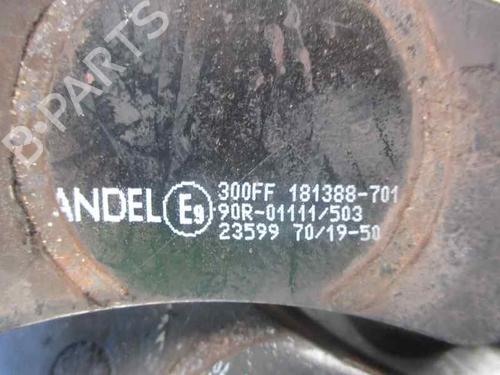 B-PARTS
ANDEL E9 300FF 181388-701
90R-01111/503
23599 70/19-50